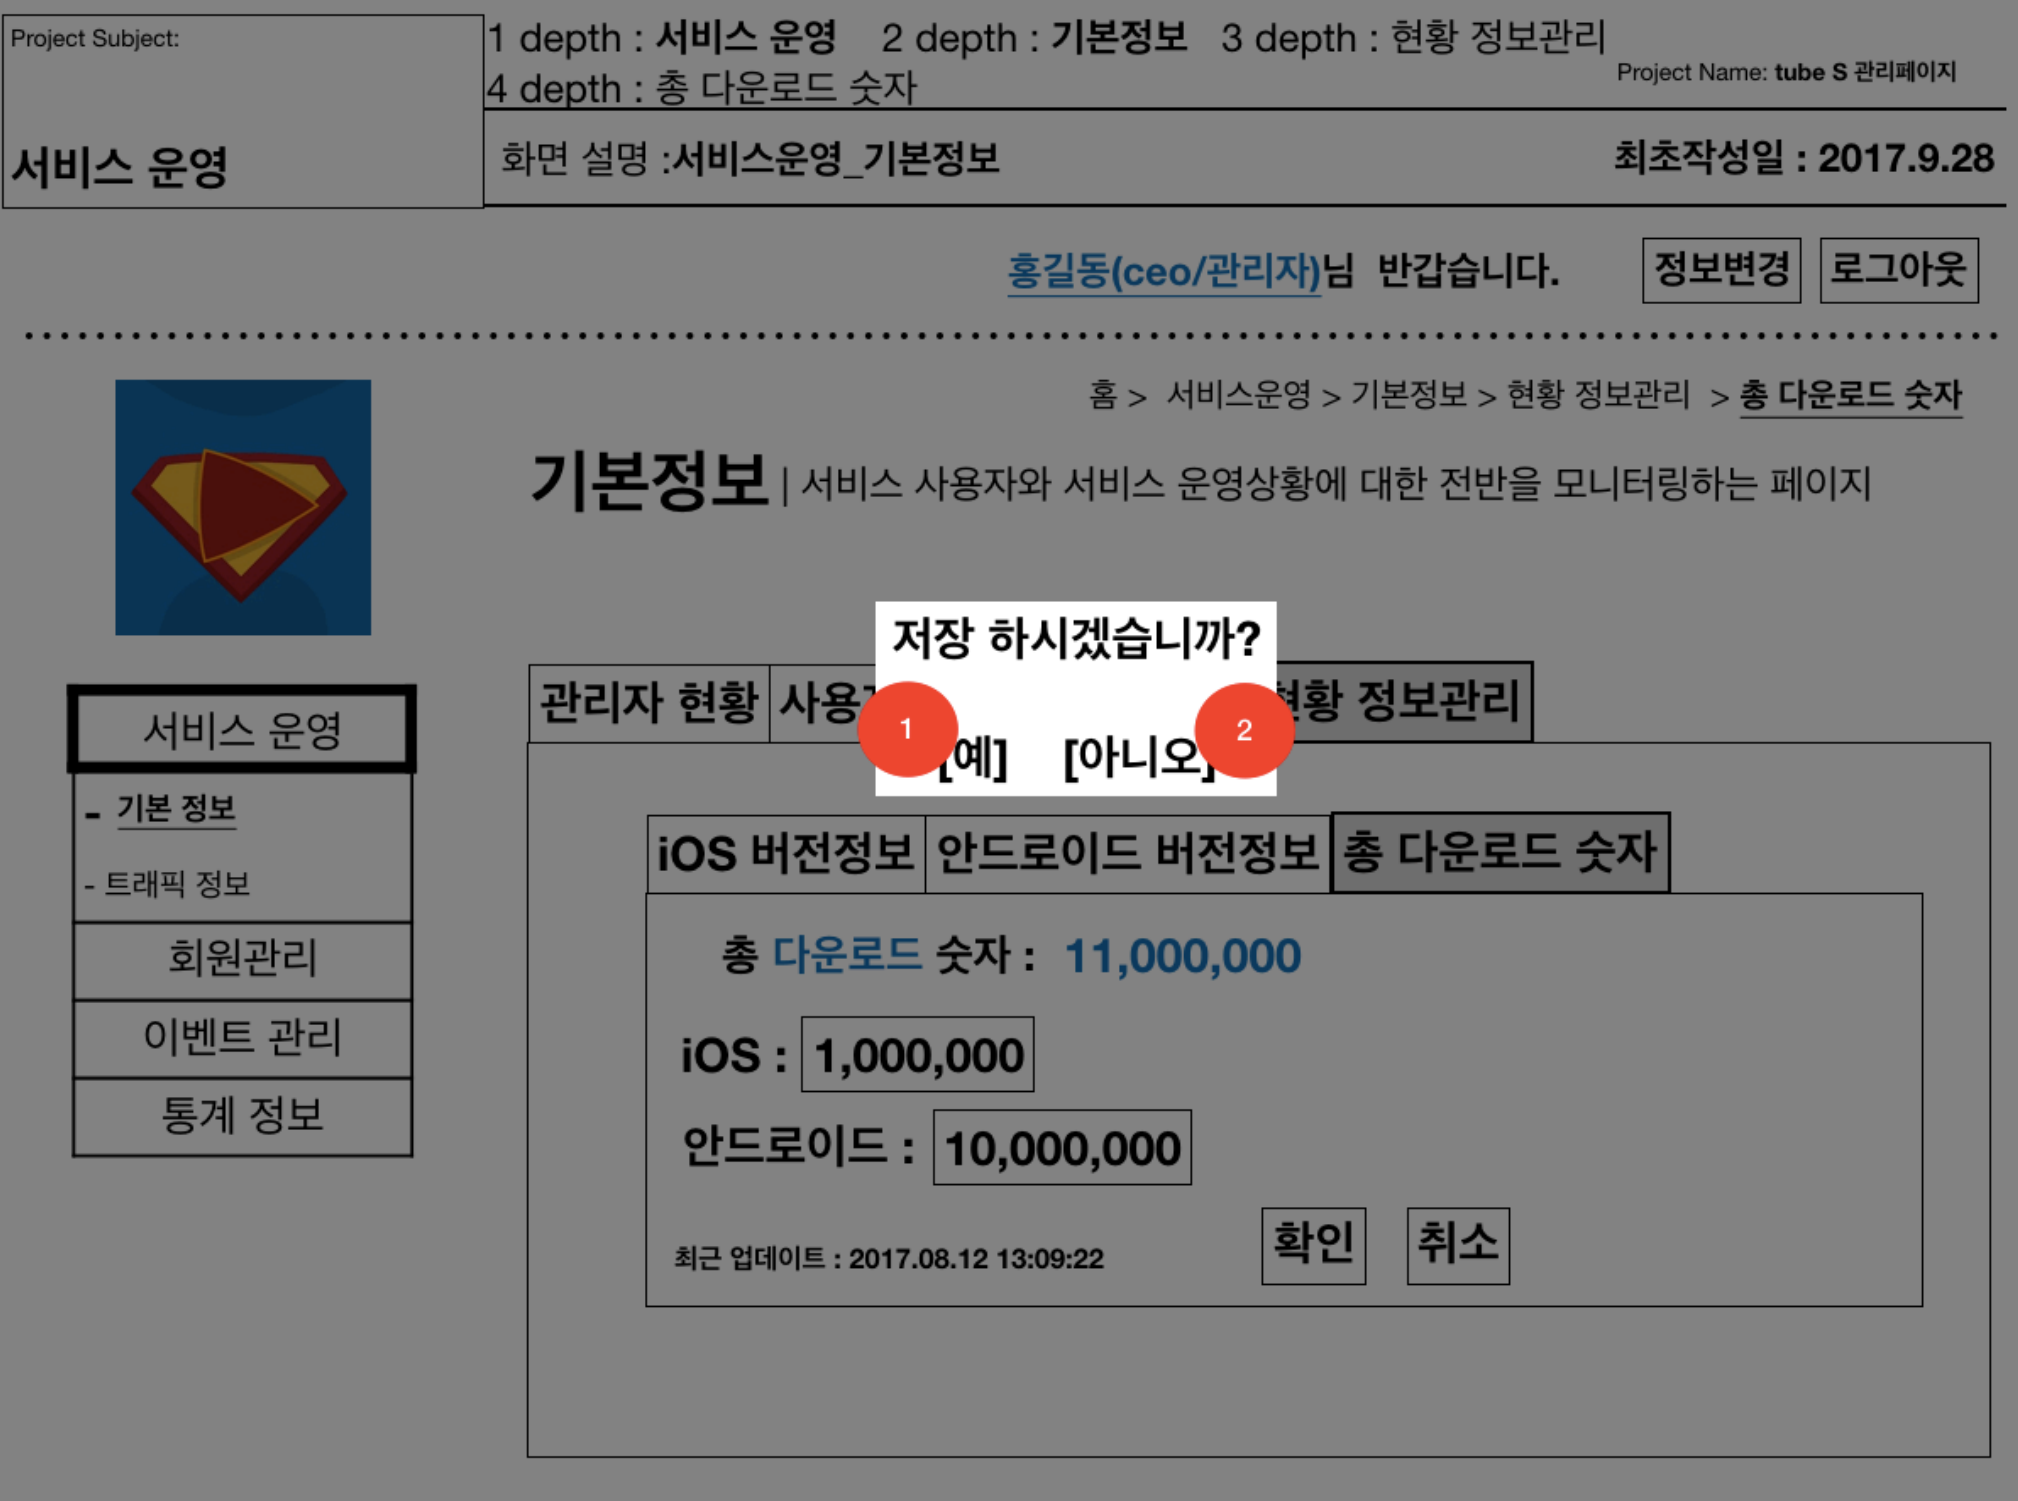 Project Subject:
1 depth : 서비스 운영 2 depth : 기본정보 3 depth : 현황 정보관리
4 depth : 총 다운로드 숫자
Project Name: tube S 관리페이지
서비스 운영
화면 설명 :서비스운영_기본정보
최초작성일 : 2017.9.28
홍길동(ceo/관리자)님 반갑습니다.
정보변경
로그아웃
홈 > 서비스운영 > 기본정보 > 현황 정보관리 > 총 다운로드 숫자
기본정보 | 서비스 사용자와 서비스 운영상황에 대한 전반을 모니터링하는 페이지
저장 하시겠습니까?
1
2
[예] [아니오]
관리자 현황
현황 정보관리
서비스 운영
- 기본 정보
- 트래픽 정보
회원관리
이벤트 관리
통계 정보
iOS 버전정보
안드로이드 버전정보
총 다운로드 숫자
총 다운로드 숫자 : 11,000,000
iOS : 1,000,000
안드로이드 : 10,000,000
최근 업데이트 : 2017.08.12 13:09:22
확인
취소